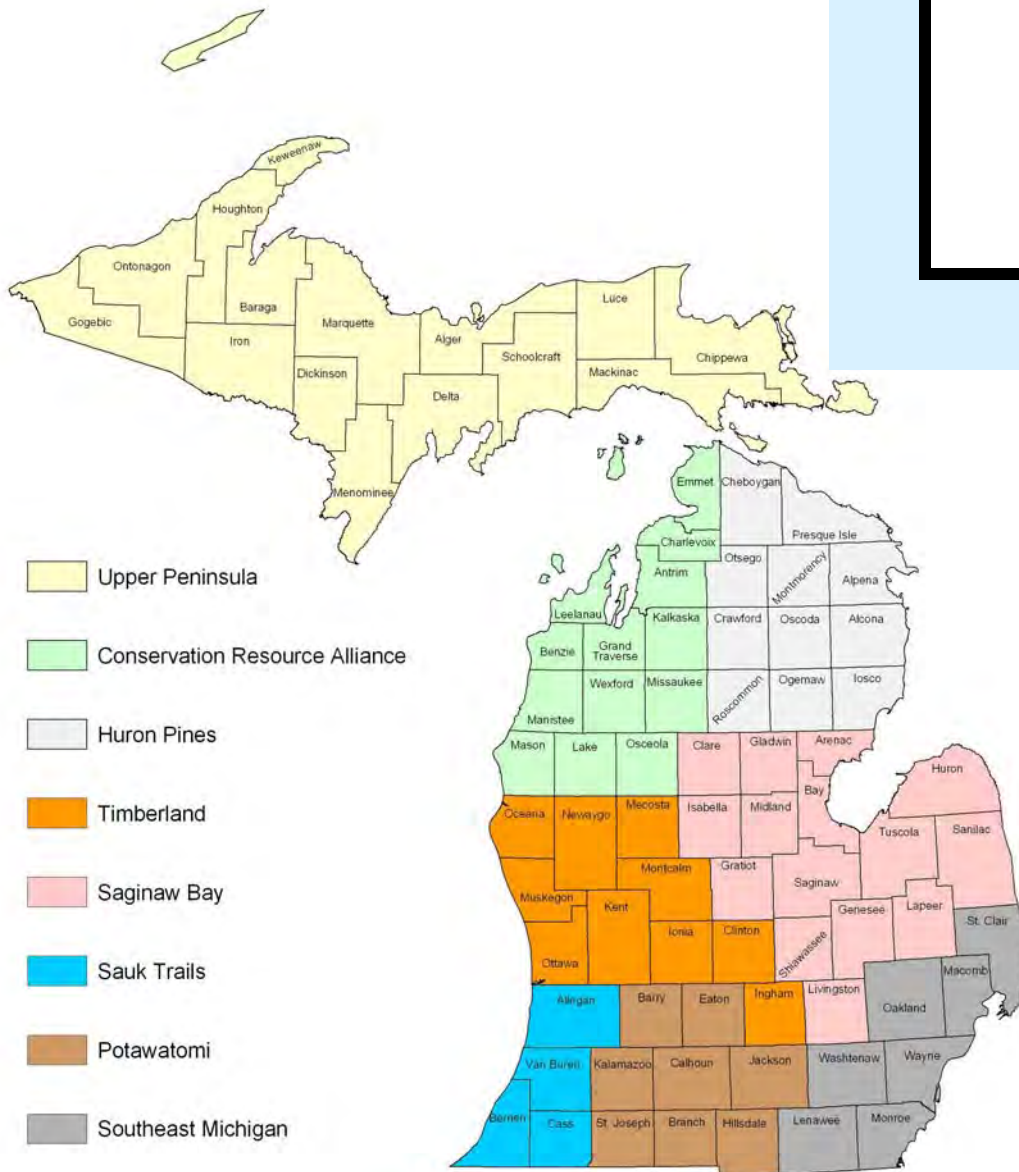 Keweenaw
Houghton
Ontonagon
Baraga
Gogebic
Iron
Marquette
Dickinson
Alger
Delta
Menominee
Schoolcraft
Luce
Mackinac
Chippewa
Emmet
Cheboygan
Presque Isle
Charlevoix
Antrim
Otsego
Montmorency
Alpena
Leelanau
Kalkaska
Crawford
Oscoda
Alcona
Benzie
Grand
Traverse
Manistee
Wexford
Missaukee
Roscommon
Ogemaw
Iosco
Mason
Lake
Osceola
Clare
Gladwin
Arenac
Huron
Oceana
Newaygo
Mecosta
Isabella
Midland
Bay
Tuscola
Sanilac
Muskegon
Montcalm
Gratiot
Saginaw
Kent
Ottawa
Ionia
Clinton
Shiawassee
Genesee
Lapeer
St. Clair
Allegan
Barry
Eaton
Ingham
Livingston
Oakland
Macomb
Van Buren
Kalamazoo
Calhoun
Jackson
Washtenaw
Wayne
Berrien
Cass
St. Joseph
Branch
Hillsdale
Lenawee
Monroe
Upper Peninsula
Conservation Resource Alliance
Huron Pines
Timberland
Saginaw Bay
Sauk Trails
Potawatomi
Southeast Michigan